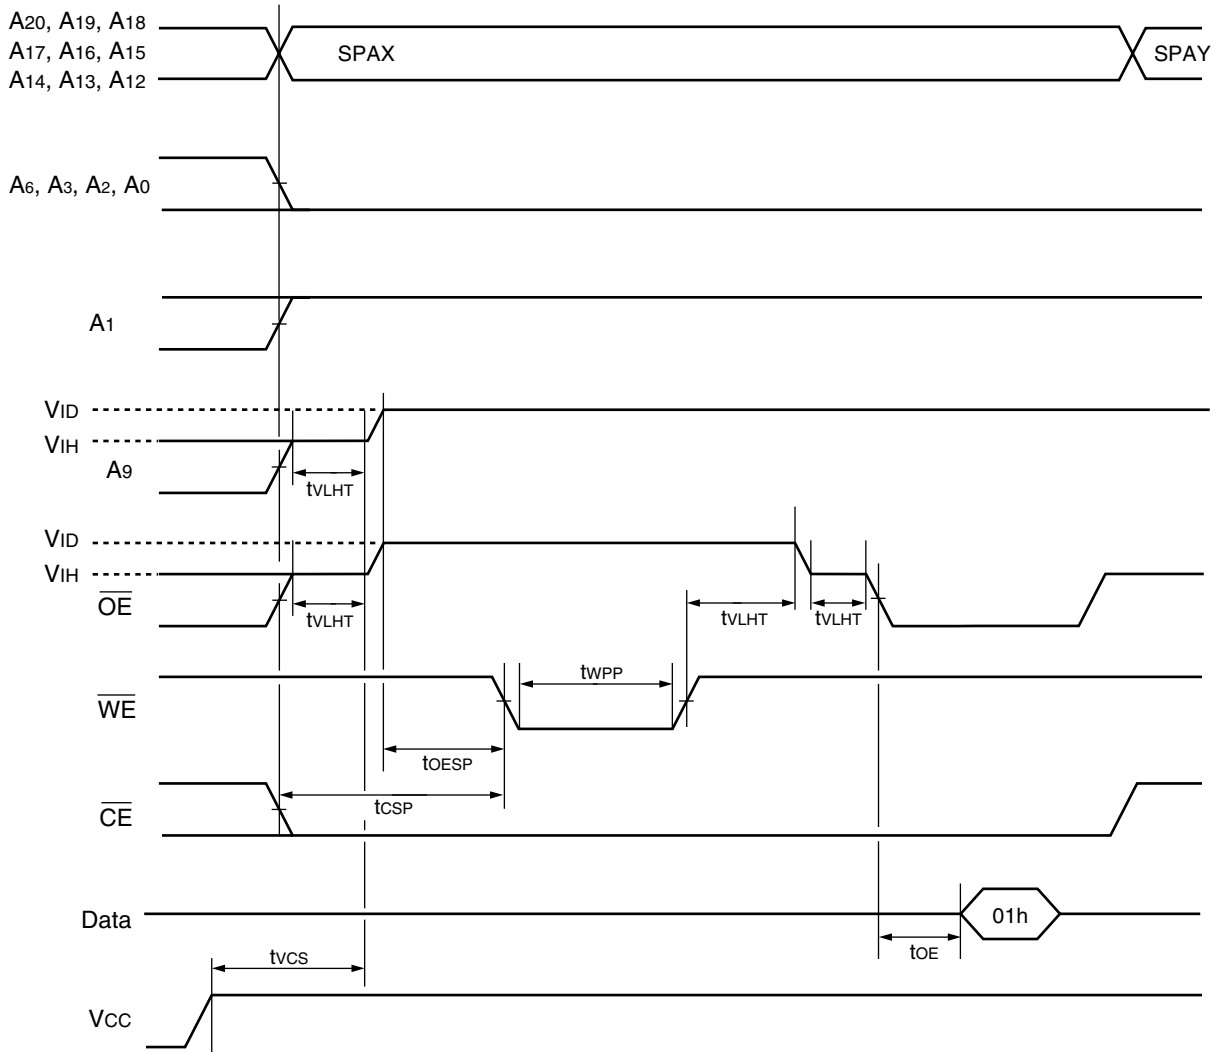 A20, A19, A18
A17, A16, A15
A14, A13, A12
SPAX
SPAY
A6, A3, A2, A0
A1
VID
VIH
A9
tVLHT
VID
VIH
OE
tVLHT
tVLHT
tVLHT
WE
tWPP
tOESP
CE
tCSP
Data
01h
tOE
tVCS
VCC